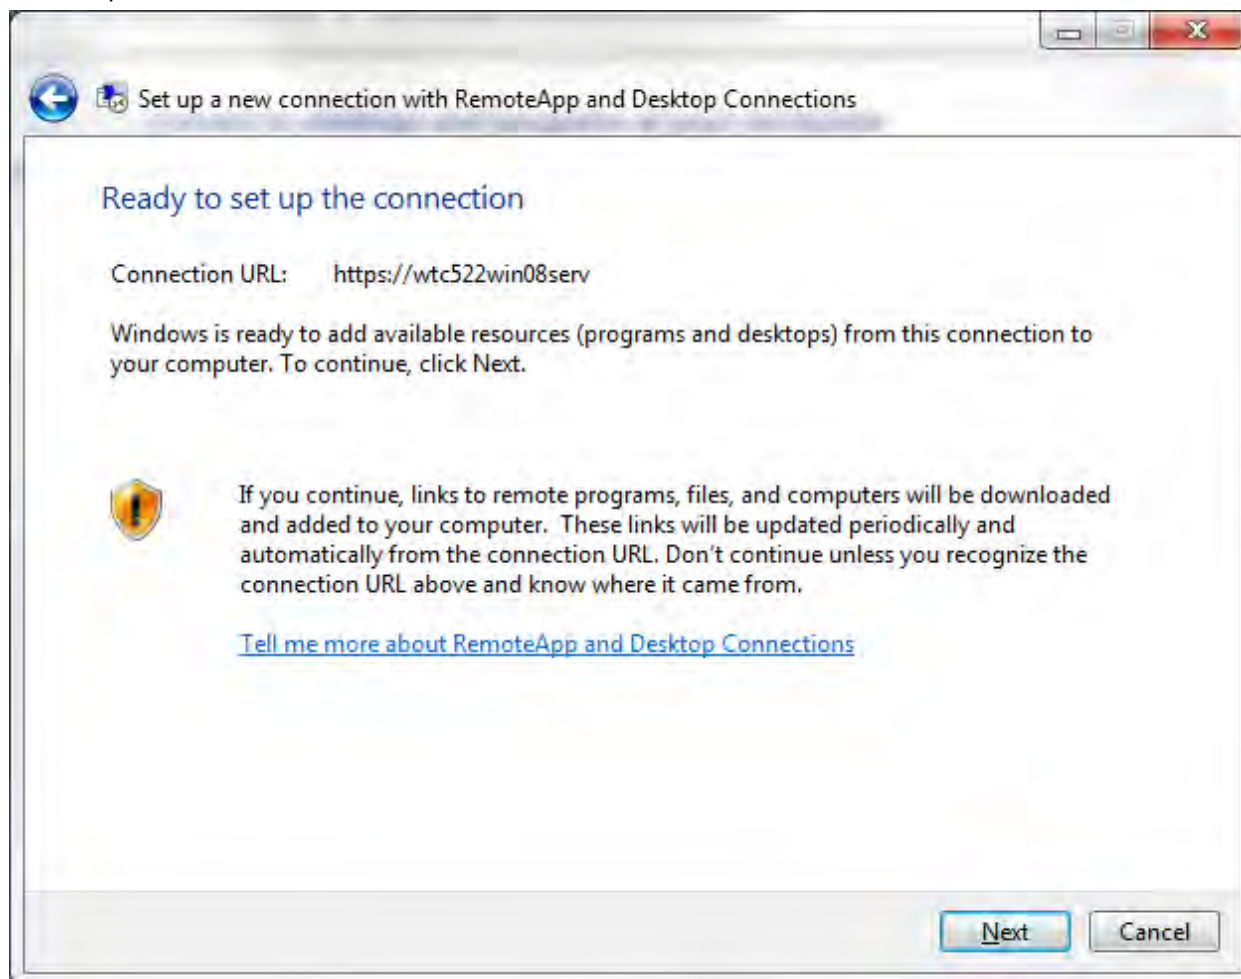 Set up a new connection with RemoteApp and Desktop Connections
Ready to set up the connection
Connection URL: https://wtc522win08serv
Windows is ready to add available resources (programs and desktops) from this connection to
your computer. To continue, click Next.
If you continue, links to remote programs, files, and computers will be downloaded
and added to your computer.  These links will be updated periodically and
automatically from the connection URL. Don't continue unless you recognize the
connection URL above and know where it came from.
Tell me more about RemoteApp and Desktop Connections
Next Cancel